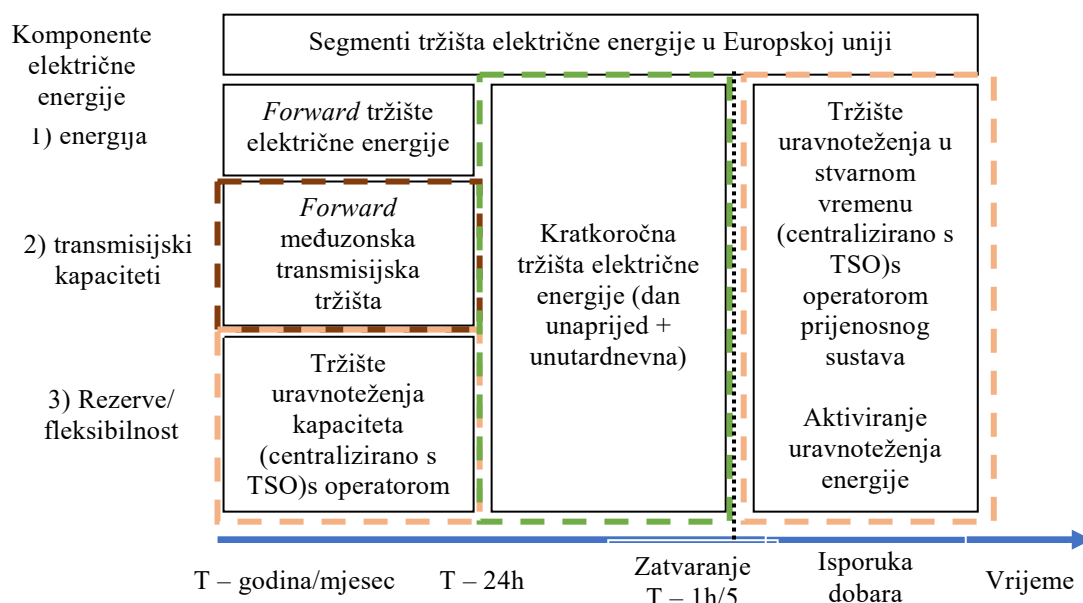 Komponente
električne
energije
1) energija
2) transmisijski
kapaciteti
3) Rezerve/
fleksibilnost
Segmenti tržišta električne energije u Europskoj uniji
Forward tržište
električne energije
Forward
međuzonska
transmisijska
tržišta
Tržište
uravnoteženja
kapaciteta
(centralizirano s
TSO)s operatorom
Kratkoročna
tržišta električne
energije (dan
unaprijed +
unutardnevna)
Tržište
uravnoteženja u
stvarnom
vremenu
(centralizirano s
TSO)s
operatorom
prijenosnog
sustava
Aktiviranje
uravnoteženja
energije
T – godina/mjesec
T – 24h
Zatvaranje
T – 1h/5
Isporuka
dobara
Vrijeme